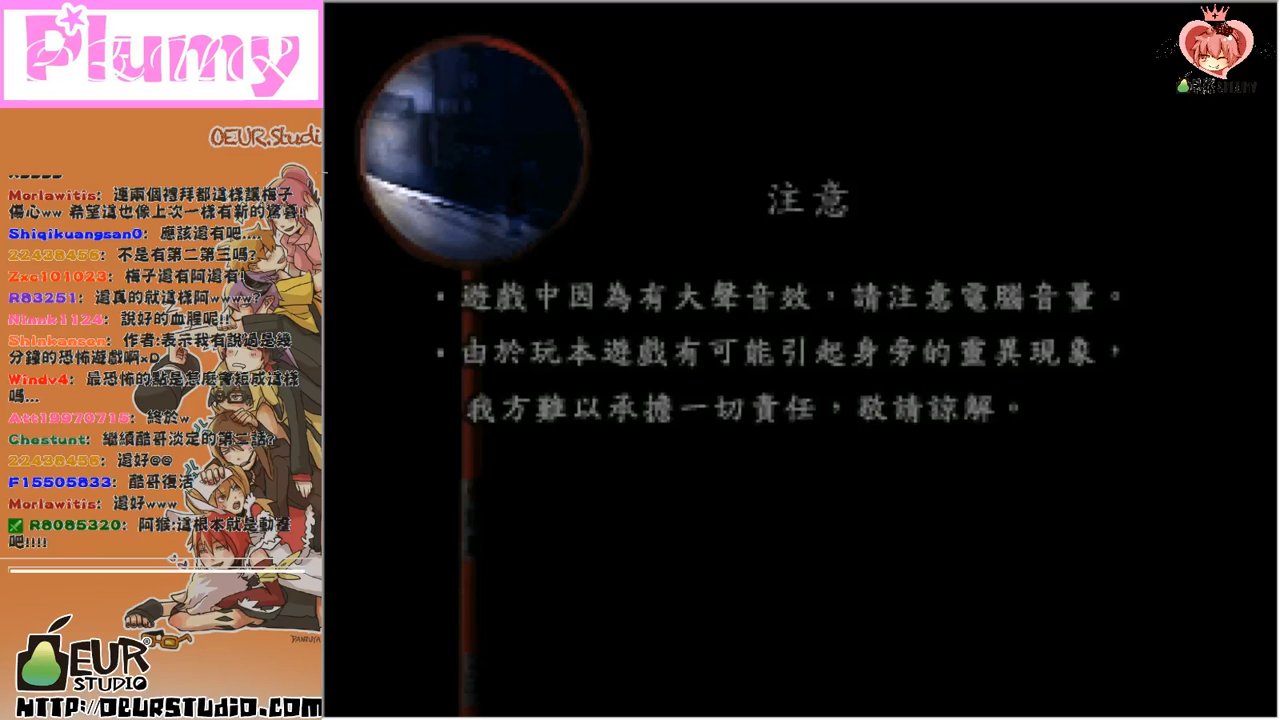 Plumy
OEUR.Studi
Morlawitis: 連兩個禮拜都這樣讓梅子
傷心ww 希望這也像上次一樣有新的驚喜!
Shiqikuangsan0: 應該還有吧....
22438456: 不是有第二第三嗎?
Zxc101023: 梅子還有阿還有!
R83251: 還真的就這樣阿wwww?
說好的血腥呢!!
Shinkanson: 作者:表示我有說過是幾
分鐘的恐怖遊戲啊xD
Windv4: 最恐怖的點是怎麼會短成這樣
嗎...
Att19970715: 終於w
Chestunt: 繼續酷哥淡定的第二話?
22438456: 還好@@
F15505833: 酷哥復活
Morlawitis: 還好www
R8085320: 阿猴:這根本就是動畫
吧!!!!
PANTUYA
OEUR®
STUDIO
HTTP://OEURSTUDIO.COM
注意
·遊戲中因為有大聲音效，請注意電腦音量。
·由於玩本遊戲有可能引起身旁的靈異現象，
我方難以承擔一切責任，敬請諒解。